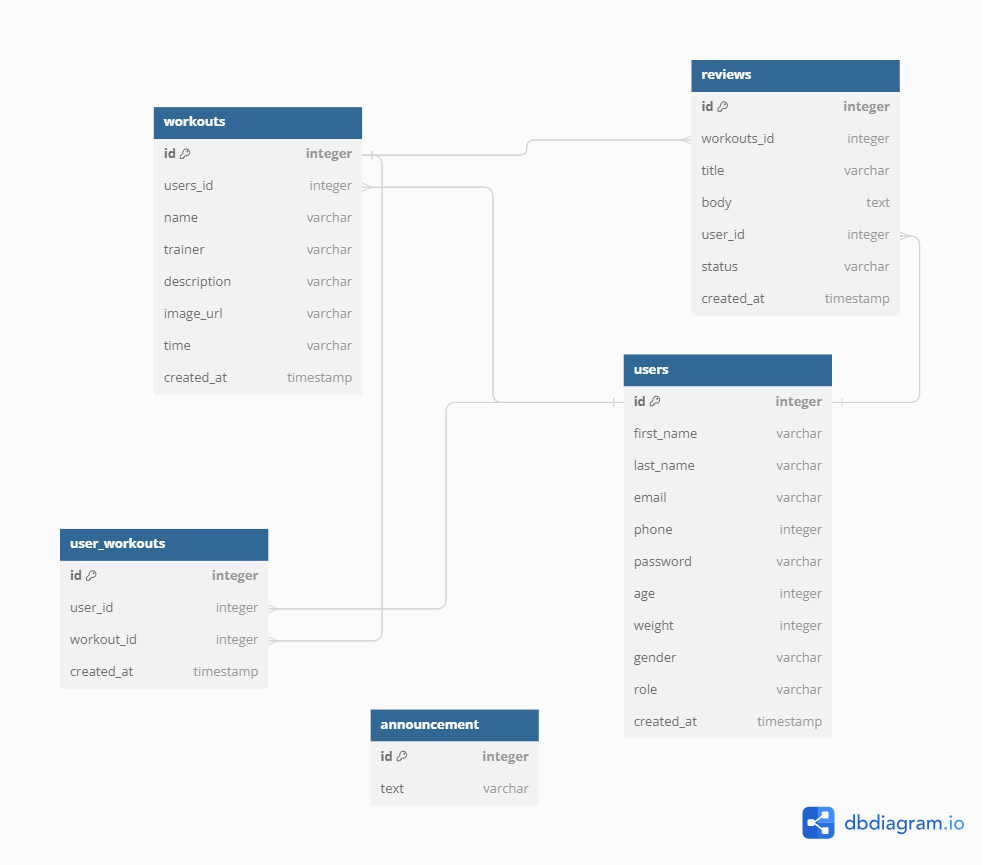 workouts
id integer
users_id integer
name varchar
trainer varchar
description varchar
image_url varchar
time varchar
created_at timestamp
reviews
id integer
workouts_id integer
title varchar
body text
user_id integer
status varchar
created_at timestamp
users
id integer
first_name varchar
last_name varchar
email varchar
phone integer
password varchar
age integer
weight integer
gender varchar
role varchar
created_at timestamp
user_workouts
id integer
user_id integer
workout_id integer
created_at timestamp
announcement
id integer
text varchar
dbdiagram.io